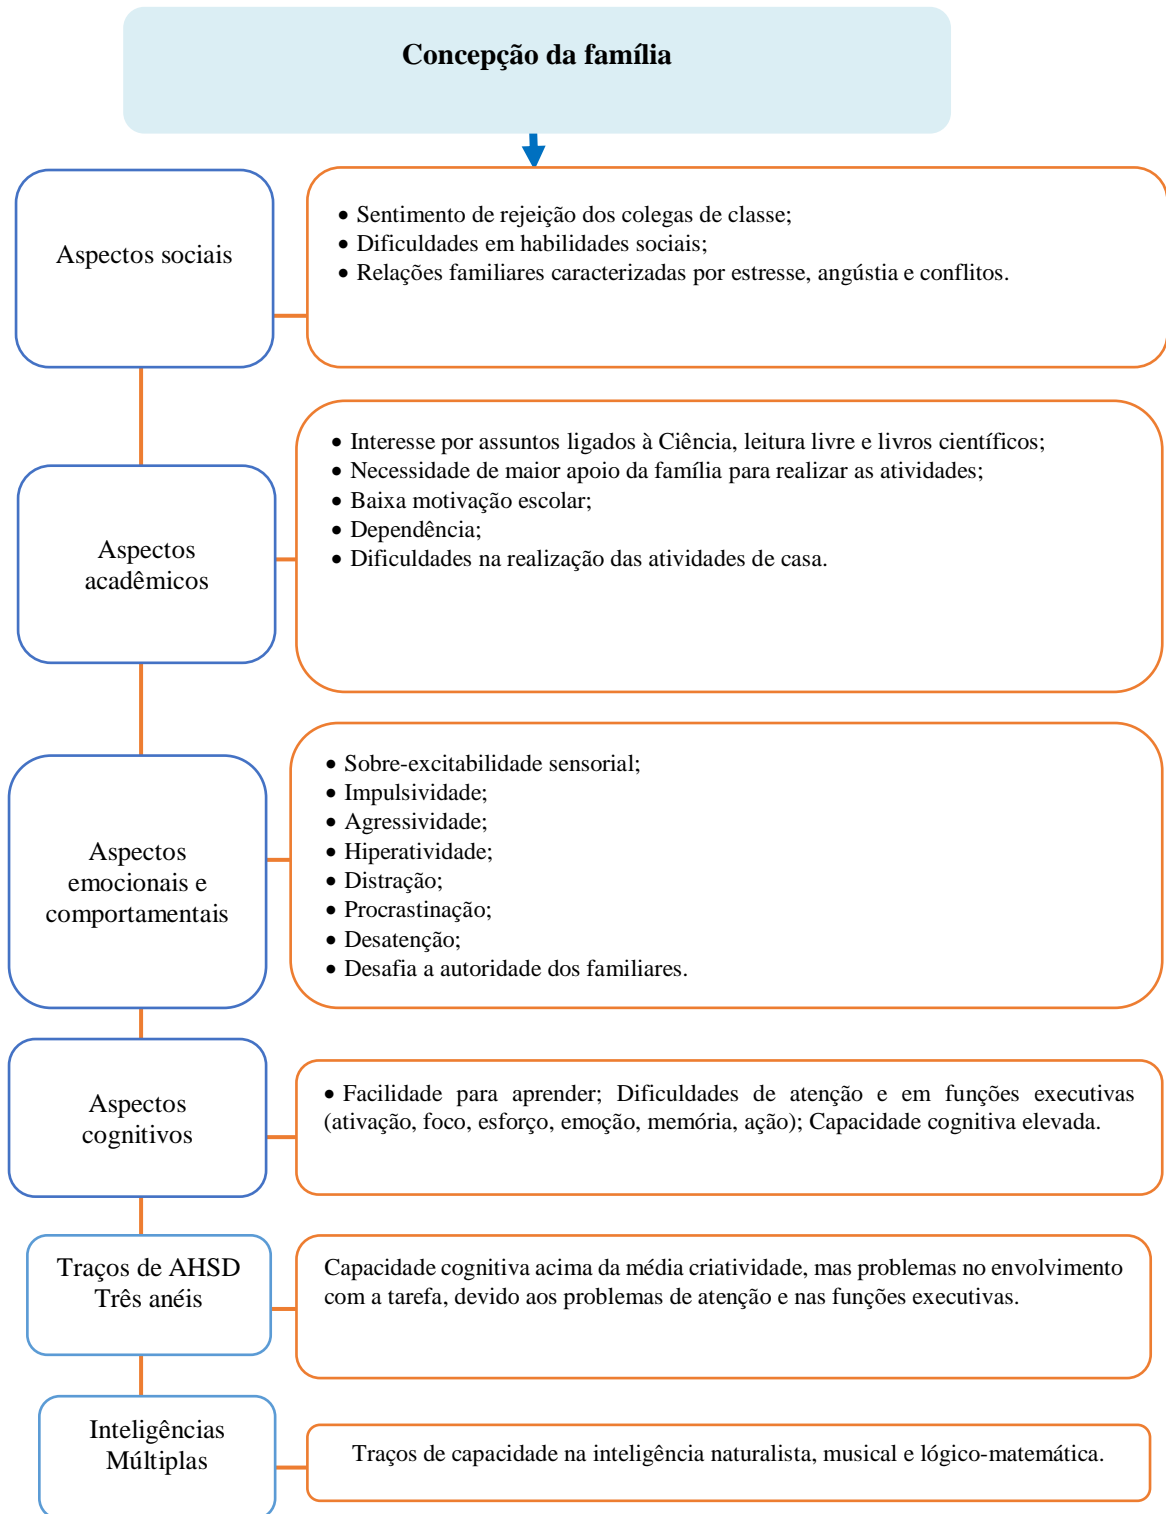 Concepção da família
Aspectos sociais
• Sentimento de rejeição dos colegas de classe;
• Dificuldades em habilidades sociais;
• Relações familiares caracterizadas por estresse, angústia e conflitos.
Aspectos
acadêmicos
• Interesse por assuntos ligados à Ciência, leitura livre e livros científicos;
• Necessidade de maior apoio da família para realizar as atividades;
• Baixa motivação escolar;
• Dependência;
• Dificuldades na realização das atividades de casa.
Aspectos
emocionais e
comportamentais
• Sobre-excitabilidade sensorial;
• Impulsividade;
• Agressividade;
• Hiperatividade;
• Distração;
• Procrastinação;
• Desatenção;
• Desafia a autoridade dos familiares.
Aspectos
cognitivos
• Facilidade para aprender; Dificuldades de atenção e em funções executivas
(ativação, foco, esforço, emoção, memória, ação); Capacidade cognitiva elevada.
Traços de AHSD
Três anéis
Capacidade cognitiva acima da média criatividade, mas problemas no envolvimento
com a tarefa, devido aos problemas de atenção e nas funções executivas.
Inteligências
Múltiplas
Traços de capacidade na inteligência naturalista, musical e lógico-matemática.